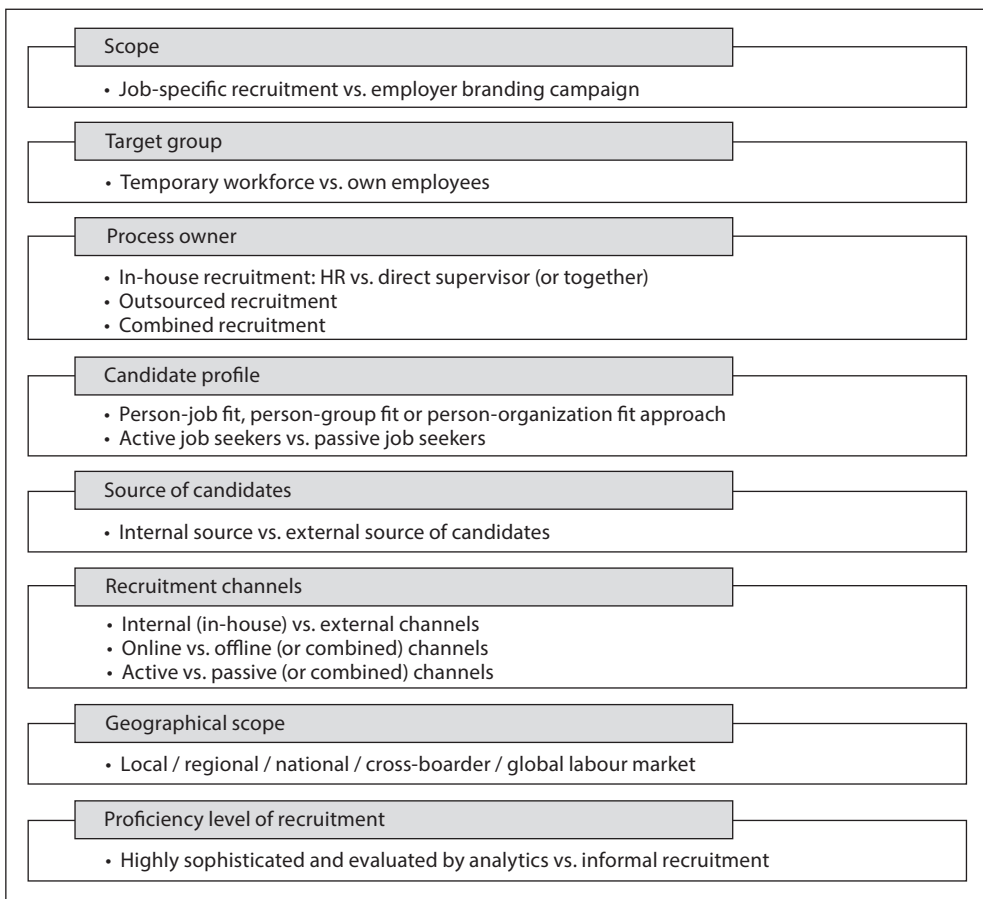 Scope
• Job-specific recruitment vs. employer branding campaign
Target group
• Temporary workforce vs. own employees
Process owner
• In-house recruitment: HR vs. direct supervisor (or together)
• Outsourced recruitment
• Combined recruitment
Candidate profile
• Person-job fit, person-group fit or person-organization fit approach
• Active job seekers vs. passive job seekers
Source of candidates
• Internal source vs. external source of candidates
Recruitment channels
• Internal (in-house) vs. external channels
• Online vs. offline (or combined) channels
• Active vs. passive (or combined) channels
Geographical scope
• Local / regional / national / cross-boarder / global labour market
Proficiency level of recruitment
• Highly sophisticated and evaluated by analytics vs. informal recruitment